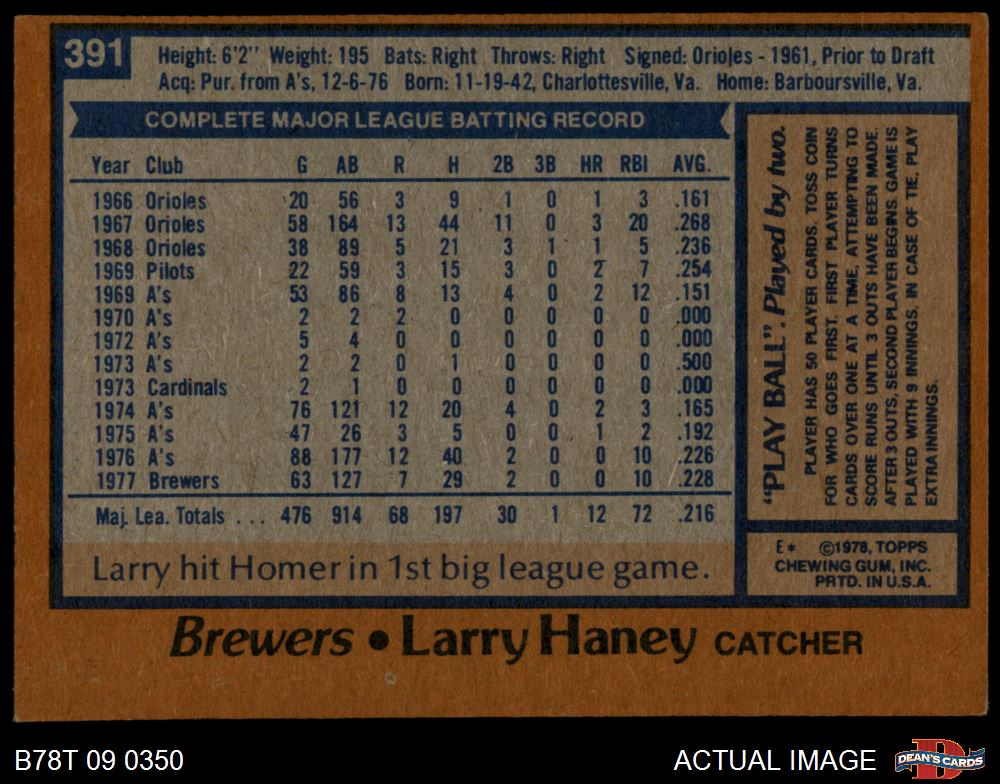 391
Height: 6'2" Weight: 195 Bats: Right Throws: Right Signed: Orioles - 1961, Prior to Draft
Acq: Pur. from A's, 12-6-76 Born: 11-19-42, Charlottesville, Va. Home: Barboursville, Va.
COMPLETE MAJOR LEAGUE BATTING RECORD
Year Club G AB R H 2B 3B HR RBI AVG.
1966 Orioles 20 56 3 9 1 0 1 3 .161
1967 Orioles 58 164 13 44 11 0 3 20 .268
1968 Orioles 38 89 5 21 3 1 1 5 .236
1969 Pilots 22 59 3 15 3 0 2 7 .254
1969 A's 53 86 8 13 4 0 2 12 .151
1970 A's 2 2 2 0 0 0 0 0 .000
1972 A's 5 4 0 0 0 0 0 0 .000
1973 A's 2 2 0 1 0 0 0 0 .500
1973 Cardinals 2 1 0 0 0 0 0 0 .000
1974 A's 76 121 12 20 4 0 2 3 .165
1975 A's 47 26 3 5 0 0 1 2 .192
1976 A's 88 177 12 40 2 0 0 10 .226
1977 Brewers 63 127 7 29 2 0 0 10 .228
Maj. Lea. Totals . . . 476 914 68 197 30 1 12 72 .216
Larry hit Homer in 1st big league game.
"PLAY BALL". Played by two.
PLAYER HAS 50 PLAYER CARDS. TOSS COIN
FOR WHO GOES FIRST. FIRST PLAYER TURNS
CARDS OVER ONE AT A TIME, ATTEMPTING TO
SCORE RUNS UNTIL 3 OUTS HAVE BEEN MADE.
AFTER 3 OUTS, SECOND PLAYER BEGINS. GAME IS
PLAYED WITH 9 INNINGS. IN CASE OF TIE, PLAY
EXTRA INNINGS.
E* ©1978, TOPPS
CHEWING GUM, INC.
PRTD. IN U.S.A.
Brewers • Larry Haney CATCHER
B78T 09 0350
ACTUAL IMAGE
D
DEAN'S CARDS